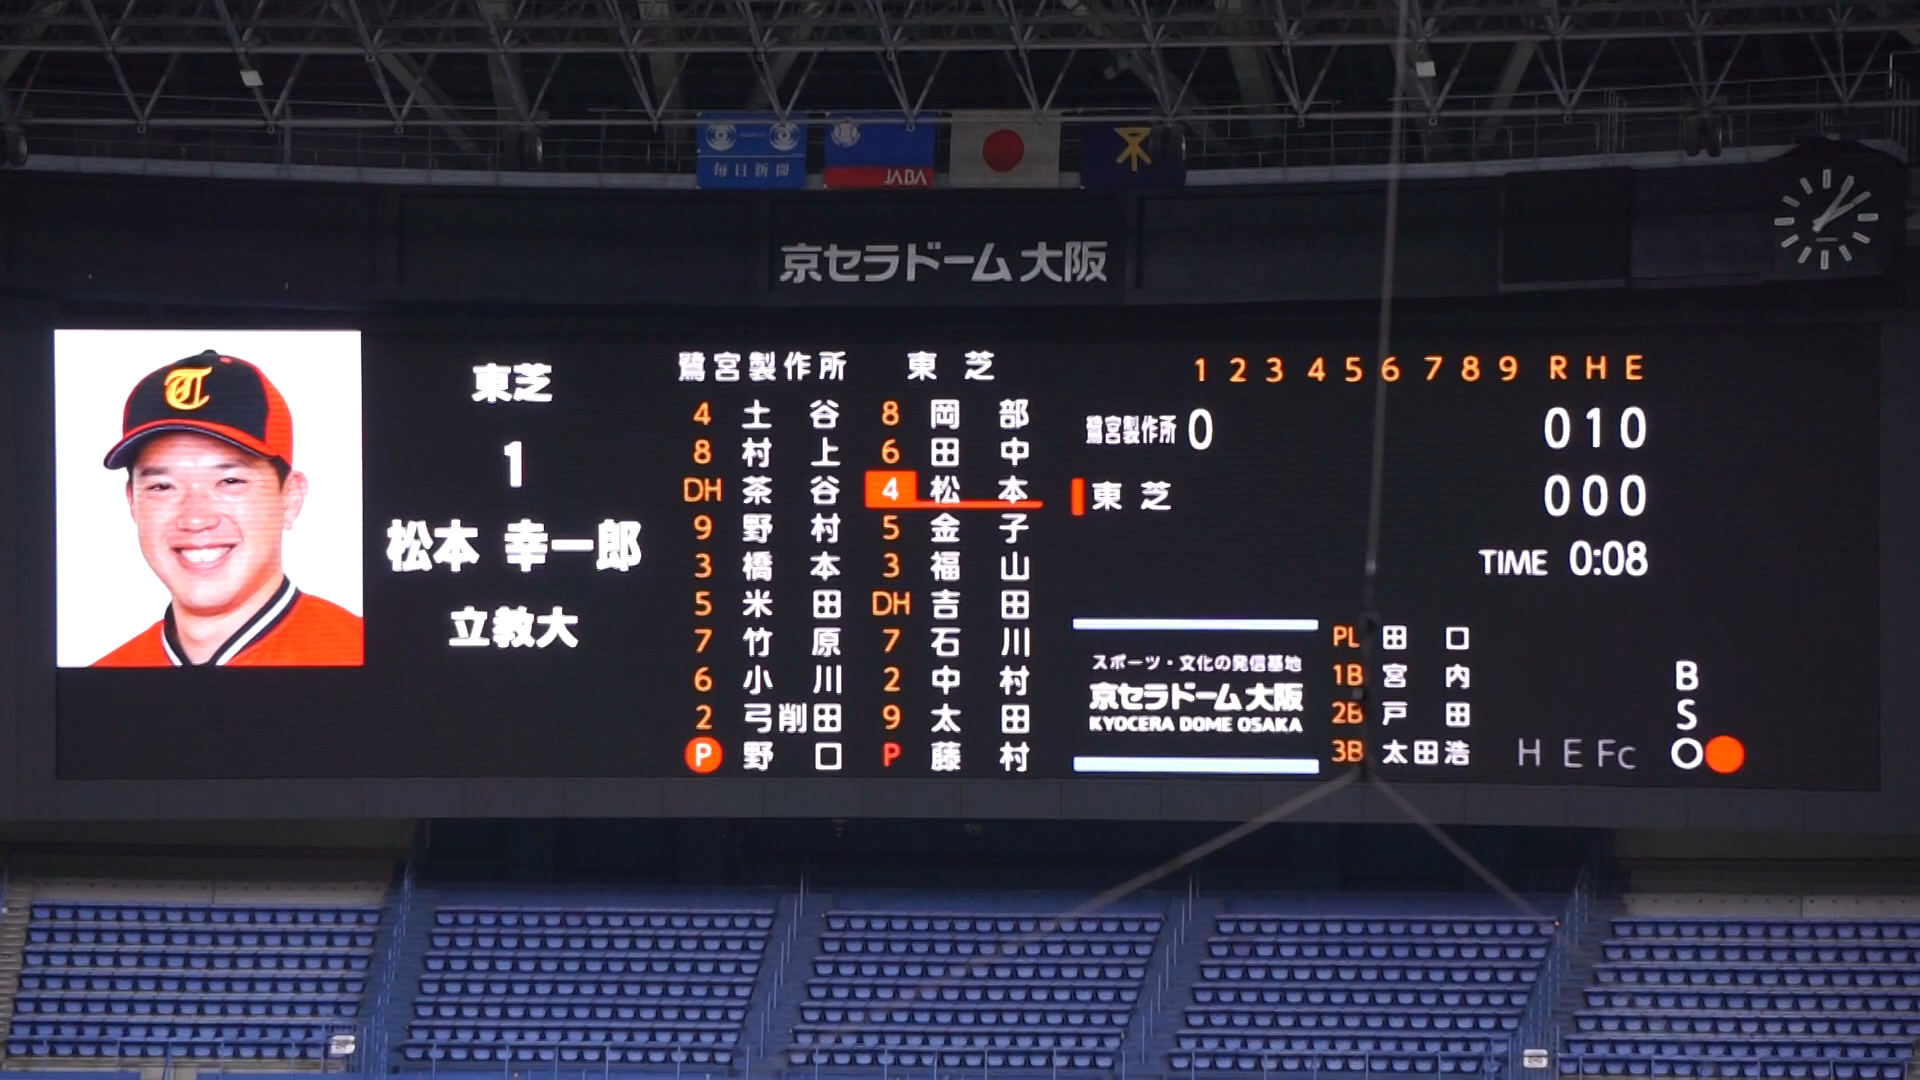 毎日新聞
JABA
京セラドーム 大阪
T
東芝
1
松本 幸一郎
立教大
鷺宮製作所 東芝
4 土谷 8 岡部
8 村上 6 田中
DH 茶谷 4 松本
9 野村 5 金子
3 橋本 3 福山
5 米田 DH 吉田
7 竹原 7 石川
6 小川 2 中村
2 弓削田 9 太田
P 野口 P 藤村
1 2 3 4 5 6 7 8 9 R H E
鷺宮製作所 0 0 1 0
東芝 0 0 0
TIME 0:08
スポーツ・文化の発信基地
京セラドーム 大阪
KYOCERA DOME OSAKA
PL 田口
1B 宮内
2B 戸田
3B 太田浩
H E Fc
B
S
O